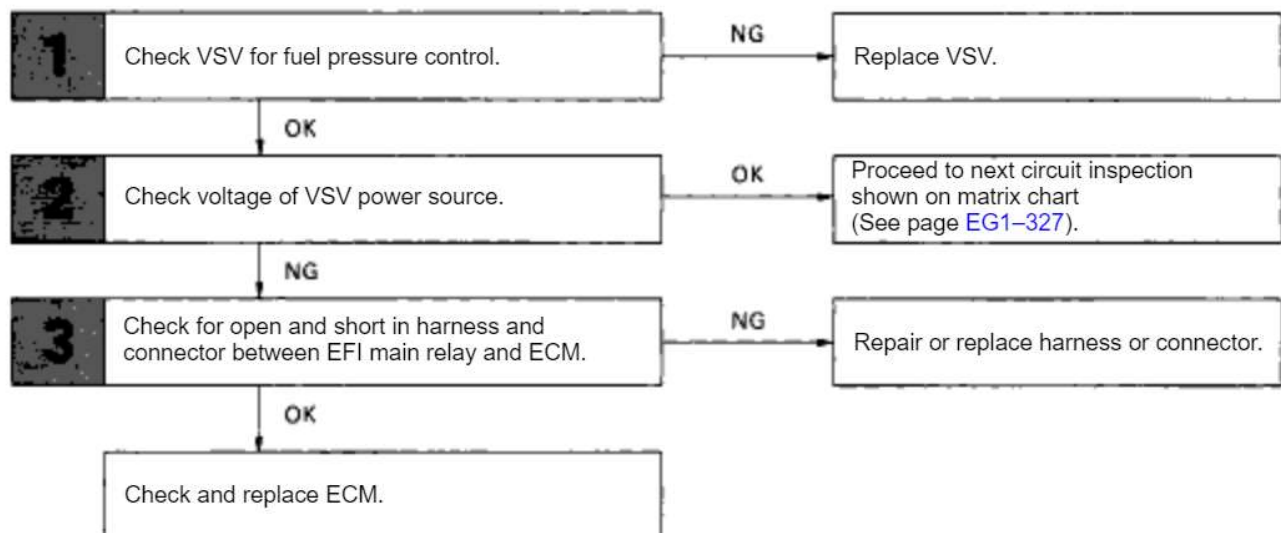 1
Check VSV for fuel pressure control.
NG
Replace VSV.
OK
2
Check voltage of VSV power source.
OK
Proceed to next circuit inspection
shown on matrix chart
(See page EG1–327).
NG
3
Check for open and short in harness and
connector between EFI main relay and ECM.
NG
Repair or replace harness or connector.
OK
Check and replace ECM.